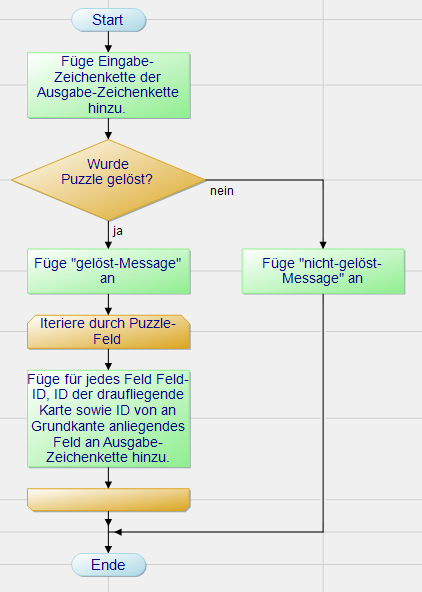 Start
Füge Eingabe-
Zeichenkette der
Ausgabe-Zeichenkette
hinzu.
Wurde
Puzzle gelöst?
nein
ja
Füge "gelöst-Message"
an
Füge "nicht-gelöst-
Message" an
Iteriere durch Puzzle-
Feld
Füge für jedes Feld Feld-
ID, ID der draufliegende
Karte sowie ID von an
Grundkante anliegendes
Feld an Ausgabe-
Zeichenkette hinzu.
Ende